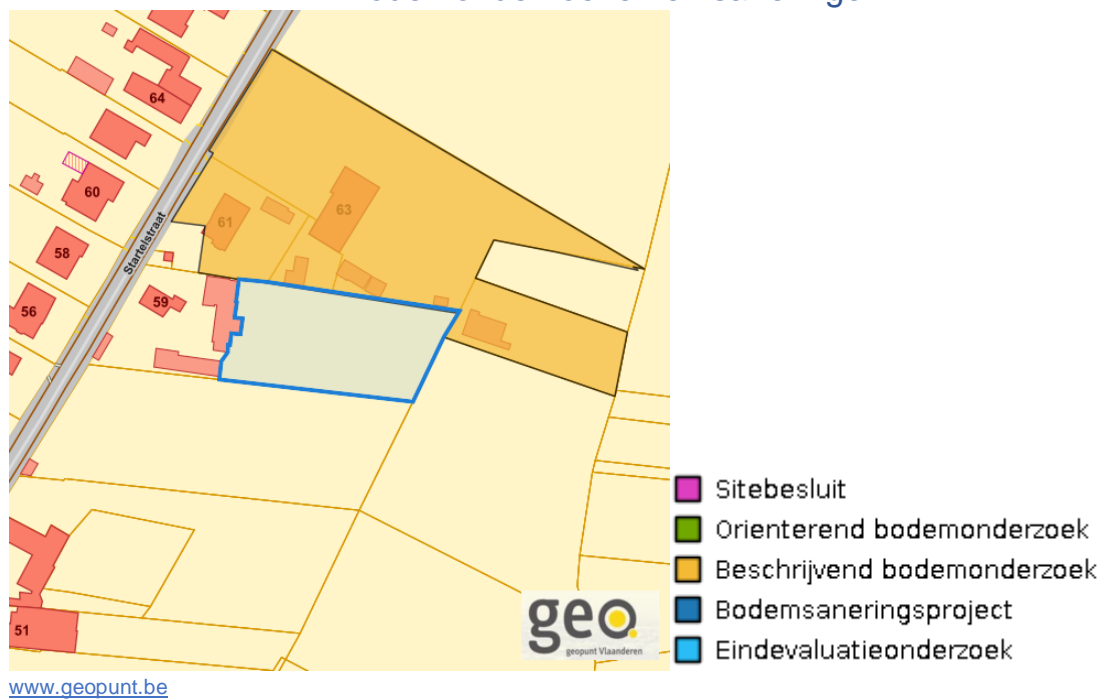 64
60
61
63
Startelstraat
58
59
56
51
geo.
geopunt Vlaanderen
Sitebesluit
Orienterend bodemonderzoek
Beschrijvend bodemonderzoek
Bodemsaneringsproject
Eindevaluatieonderzoek
www.geopunt.be